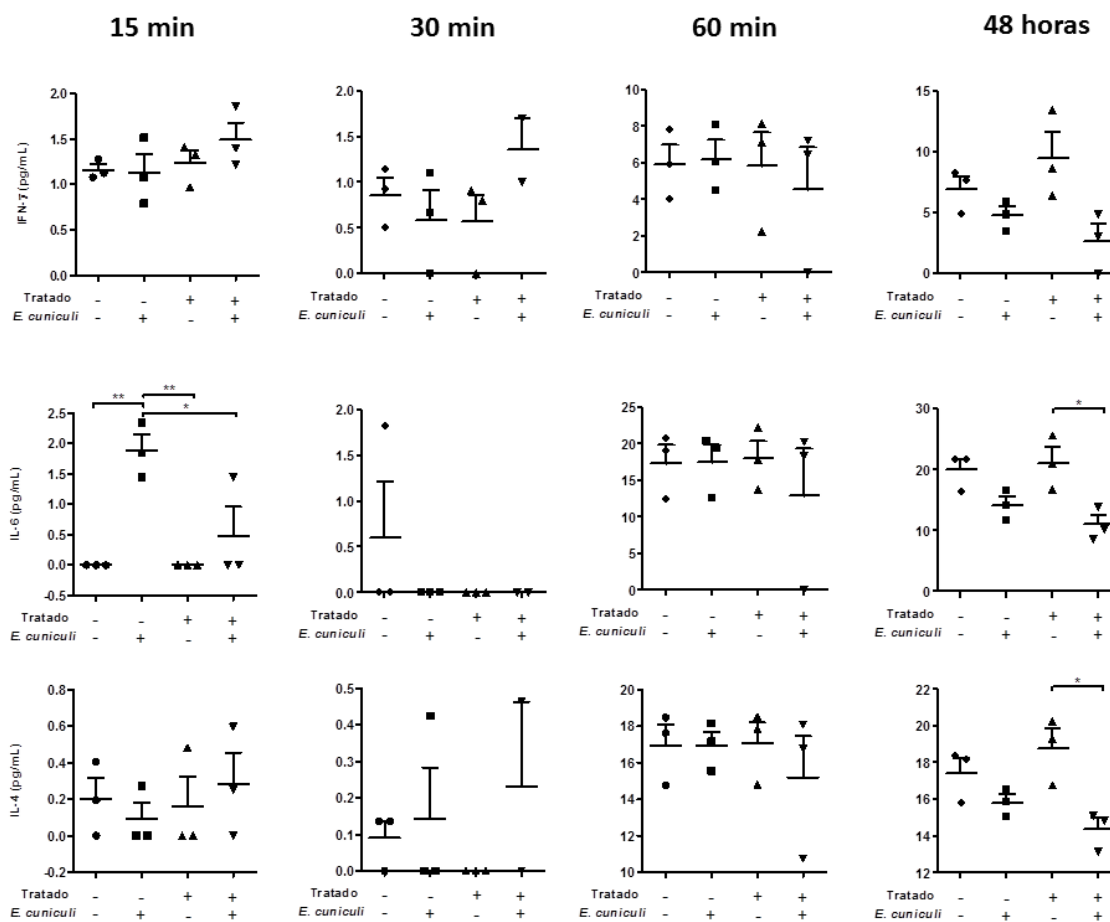 15 min 30 min 60 min 48 horas
IFN-γ (pg/mL)
2.0 1.5 1.0 0.5 0.0
2.0 1.5 1.0 0.5 0.0
10 8 6 4 2 0
15 10 5 0
Tratado - - + + Tratado - - + + Tratado - - + + Tratado - - + +
E. cuniculi - + - + E. cuniculi - + - + E. cuniculi - + - + E. cuniculi - + - +
IL-6 (pg/mL)
** ** *
2.5 2.0 1.5 1.0 0.5 0.0 -0.5
2.0 1.5 1.0 0.5 0.0
25 20 15 10 5 0
*
30 20 10 0
Tratado - - + + Tratado - - + + Tratado - - + + Tratado - - + +
E. cuniculi - + - + E. cuniculi - + - + E. cuniculi - + - + E. cuniculi - + - +
IL-4 (pg/mL)
0.8 0.6 0.4 0.2 0.0 -0.2
0.5 0.4 0.3 0.2 0.1 0.0
20 18 16 14 12 10
*
22 20 18 16 14 12
Tratado - - + + Tratado - - + + Tratado - - + + Tratado - - + +
E. cuniculi - + - + E. cuniculi - + - + E. cuniculi - + - + E. cuniculi - + - +